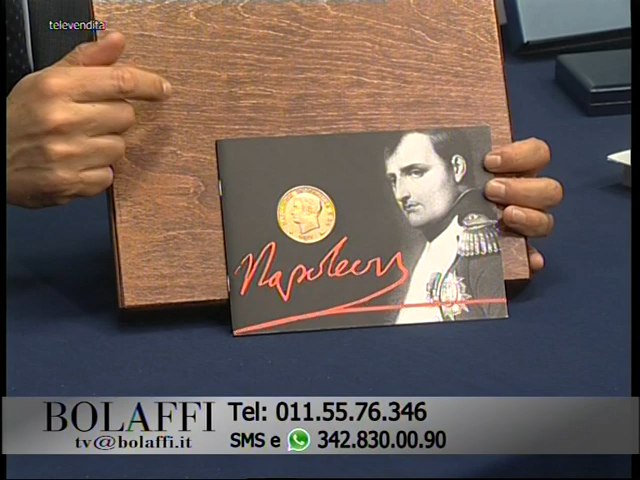 televendita
Napoleon
BOLAFFI
tv@bolaffi.it
Tel: 011.55.76.346
SMS e 342.830.00.90